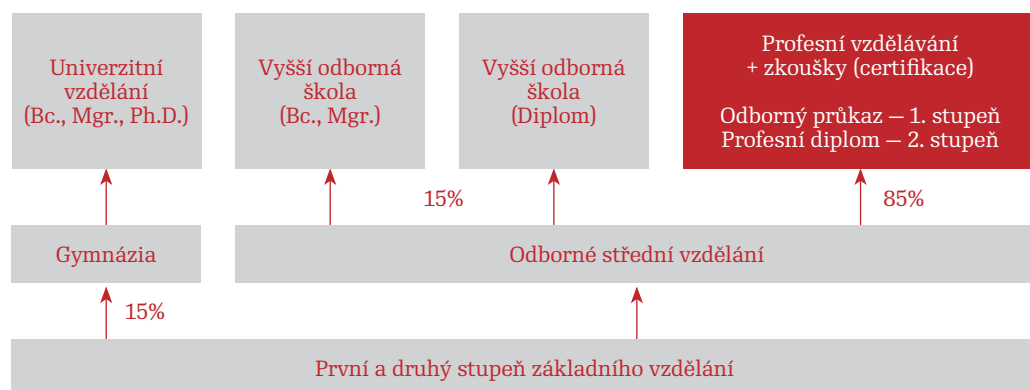 Univerzitní
vzdělání
(Bc., Mgr., Ph.D.)
Vyšší odborná
škola
(Bc., Mgr.)
Vyšší odborná
škola
(Diplom)
Profesní vzdělávání
+ zkoušky (certifikace)
Odborný průkaz — 1. stupeň
Profesní diplom — 2. stupeň
15%
85%
Gymnázia
Odborné střední vzdělání
15%
První a druhý stupeň základního vzdělání